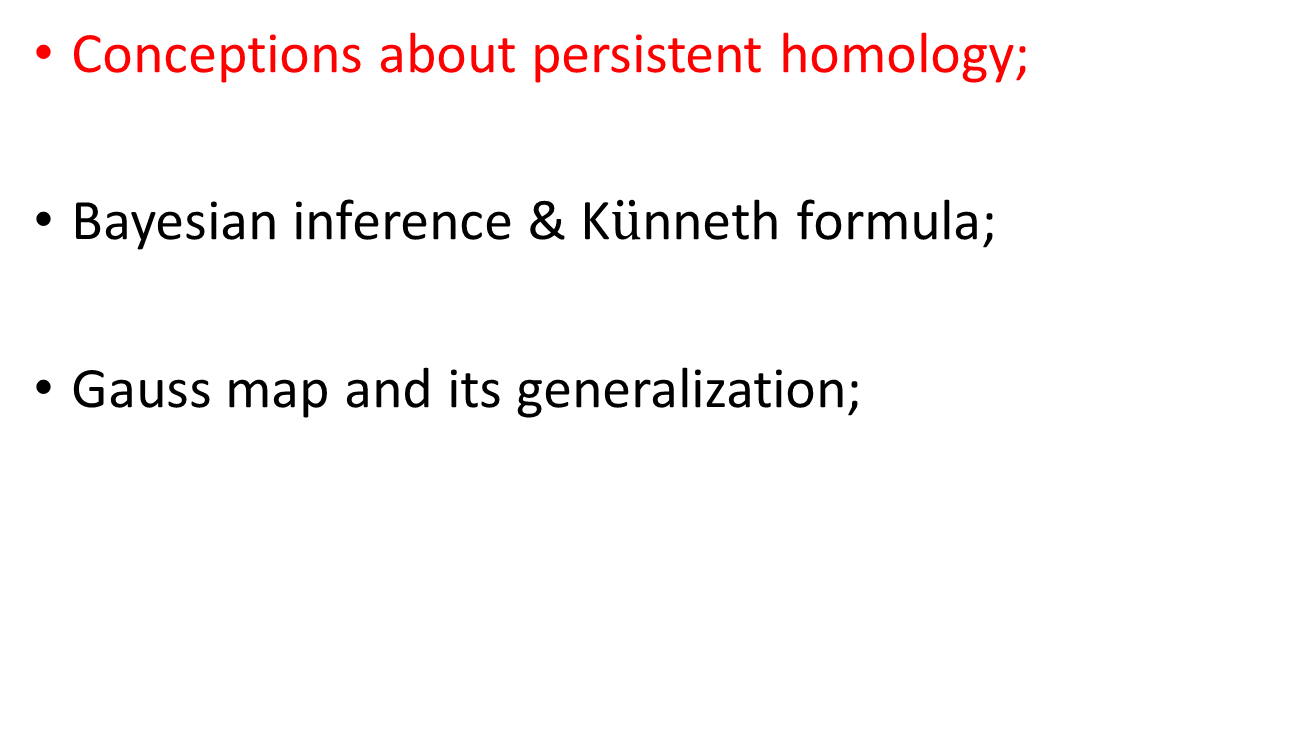 • Conceptions about persistent homology;
• Bayesian inference & Künneth formula;
• Gauss map and its generalization;